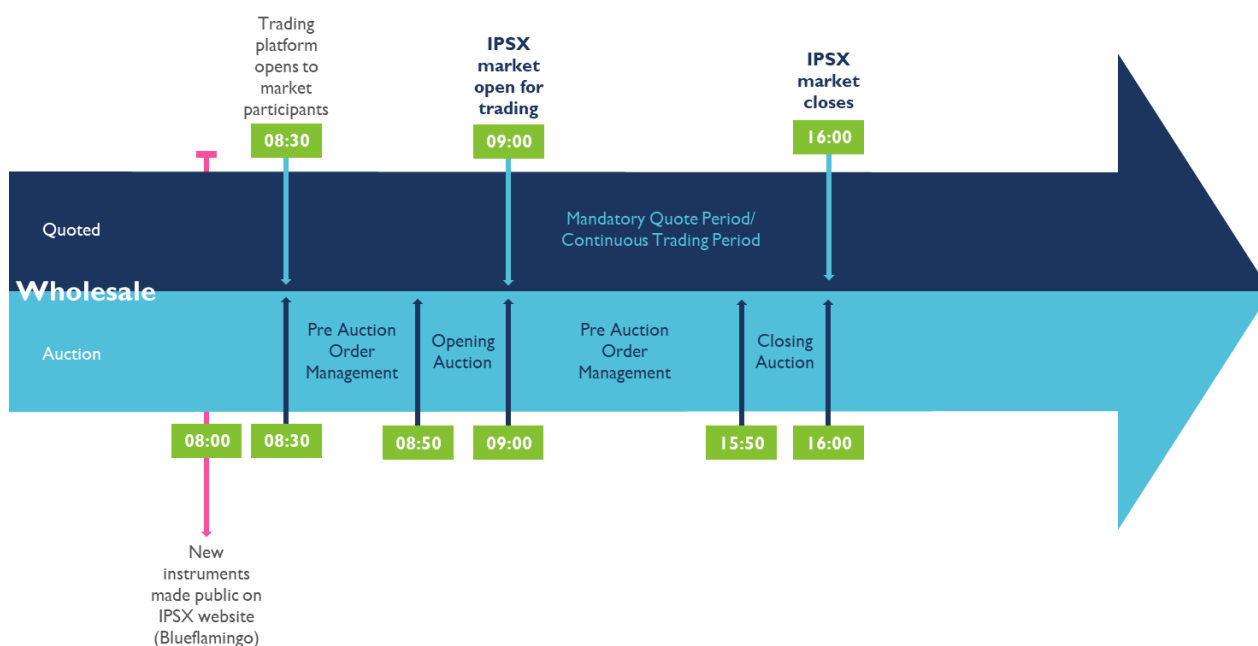 Trading
platform
opens to
market
participants
08:30
IPSX
market
open for
trading
09:00
IPSX
market
closes
16:00
Quoted
Mandatory Quote Period/
Continuous Trading Period
Wholesale
Auction
Pre Auction
Order
Management
Opening
Auction
Pre Auction
Order
Management
Closing
Auction
08:00
08:30
08:50
09:00
15:50
16:00
New
instruments
made public on
IPSX website
(Blueflamingo)